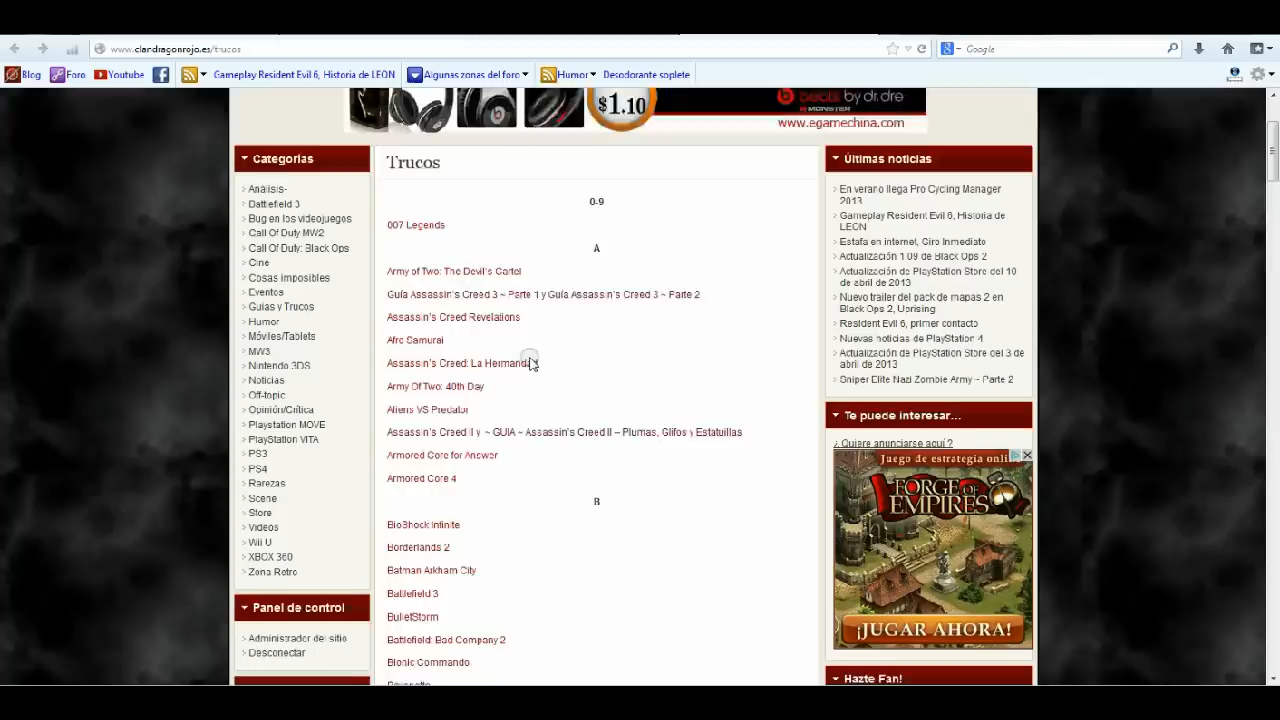 www.clandragonrojo.es/trucos
Google
Blog
Foro
Youtube
Gameplay Resident Evil 6, Historia de LEON
Algunas zonas del foro
Humor
Desodorante soplete
$1.10
beats by dr.dre
MONSTER
www.egamechina.com
Categorías
Análisis-
Battlefield 3
Bug en los videojuegos
Call Of Duty MW2
Call Of Duty: Black Ops
Cine
Cosas imposibles
Eventos
Guías y Trucos
Humor
Móviles/Tablets
MW3
Nintendo 3DS
Noticias
Off-topic
Opinión/Crítica
Playstation MOVE
PlayStation VITA
PS3
PS4
Rarezas
Scene
Store
Videos
Wii U
XBOX 360
Zona Retro
Panel de control
Administrador del sitio
Desconectar
Trucos
0-9
007 Legends
A
Army of Two: The Devil's Cartel
Guía Assassin's Creed 3 ~ Parte 1 y Guía Assassin's Creed 3 ~ Parte 2
Assassin's Creed Revelations
Afro Samurai
Assassin's Creed: La
Army Of Two: 40th Day
Aliens VS Predator
Assassin's Creed II y ~ GUIA ~ Assassin's Creed II – Plumas, Glifos y Estatuillas
Armored Core for Answer
Armored Core 4
B
BioShock Infinite
Borderlands 2
Batman Arkham City
Battlefield 3
BulletStorm
Battlefield: Bad Company 2
Bionic Commando
Últimas noticias
En verano llega Pro Cycling Manager
2013
Gameplay Resident Evil 6, Historia de
LEON
Estafa en internet, Giro Inmediato
Actualización 1.09 de Black Ops 2
Actualización de PlayStation Store del 10
de abril de 2013
Nuevo trailer del pack de mapas 2 en
Black Ops 2, Uprising
Resident Evil 6, primer contacto
Nuevas noticias de PlayStation 4
Actualización de PlayStation Store del 3 de
abril de 2013
Sniper Elite Nazi Zombie Army ~ Parte 2
Te puede interesar...
¿ Quiere anunciarse aquí ?
Juego de estrategia onli
FORGE OF
EMPIRES
¡JUGAR AHORA!
Hazte Fan!